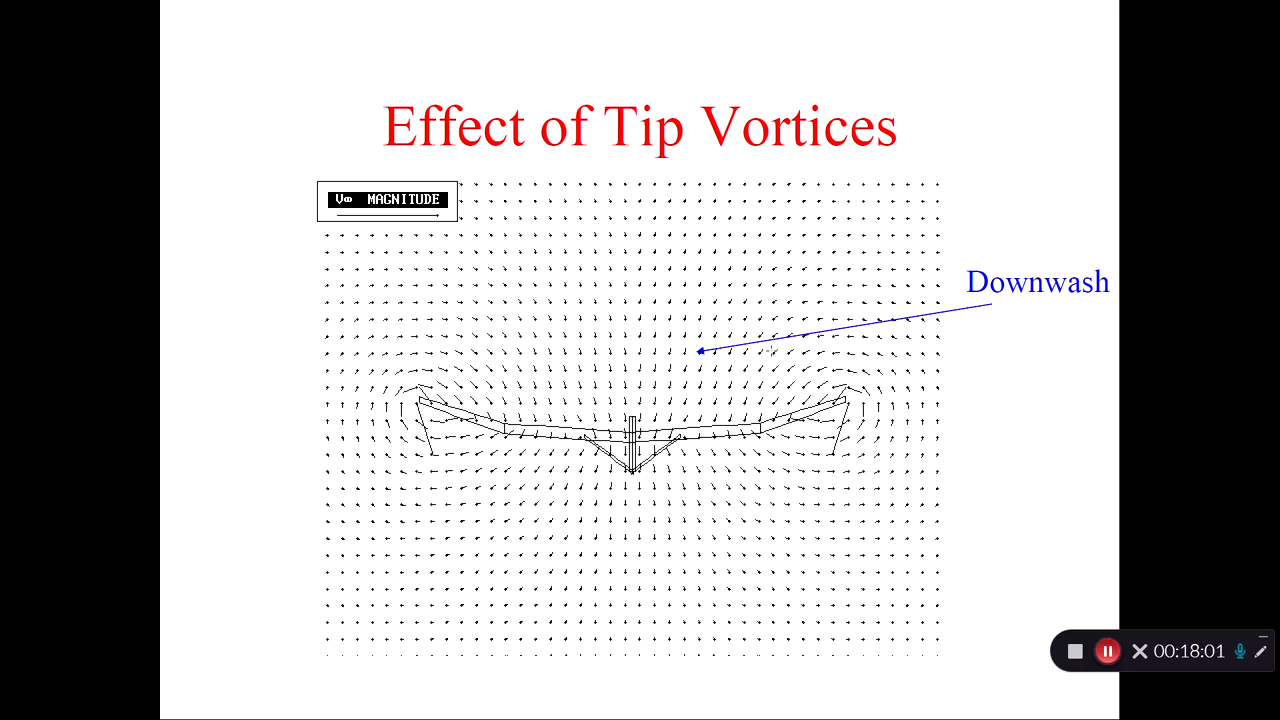 Effect of Tip Vortices
V∞ MAGNITUDE
Downwash
00:18:01